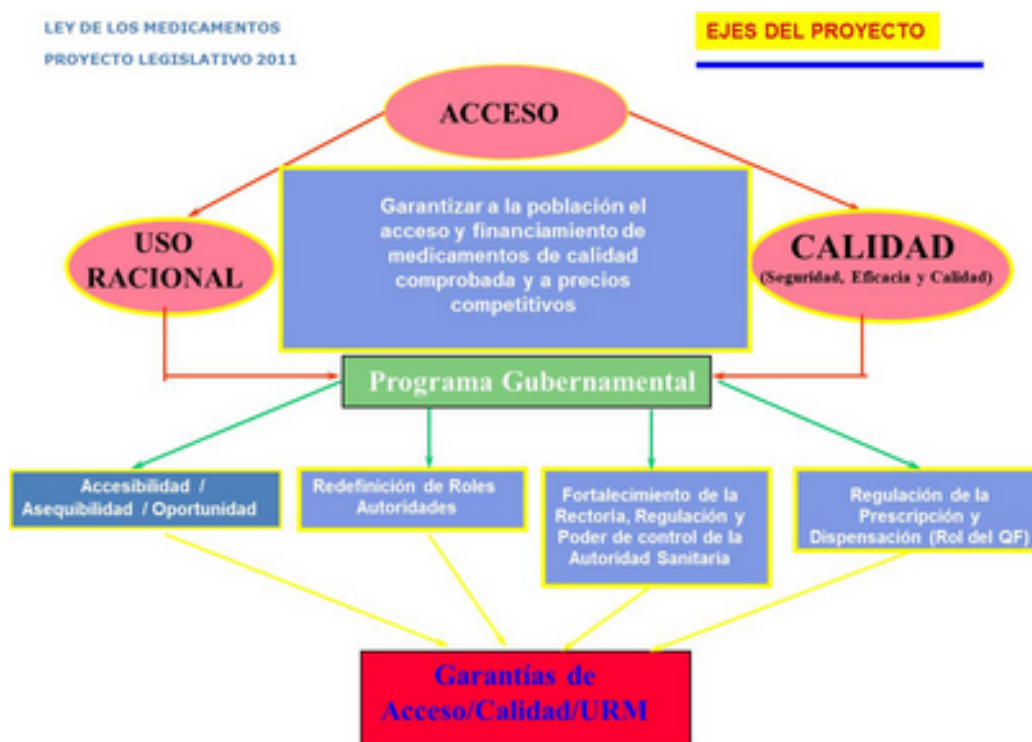 LEY DE LOS MEDICAMENTOS
PROYECTO LEGISLATIVO 2011
EJES DEL PROYECTO
ACCESO
Garantizar a la población el
acceso y financiamiento de
medicamentos de calidad
comprobada y a precios
competitivos
USO
RACIONAL
CALIDAD
(Seguridad, Eficacia y Calidad)
Programa Gubernamental
Accesibilidad /
Asequibilidad / Oportunidad
Redefinición de Roles
Autoridades
Fortalecimiento de la
Rectoría, Regulación y
Poder de control de la
Autoridad Sanitaria
Regulación de la
Prescripción y
Dispensación (Rol del QF)
Garantías de
Acceso/Calidad/URM